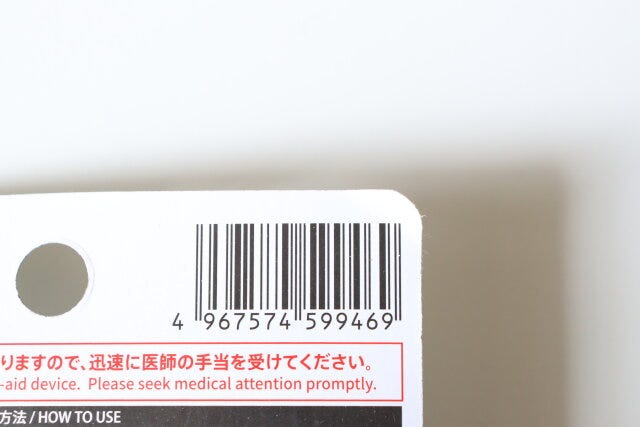 4 967574 599469
りますので、迅速に医師の手当を受けてください。
-aid device. Please seek medical attention promptly.
方法 / HOW TO USE